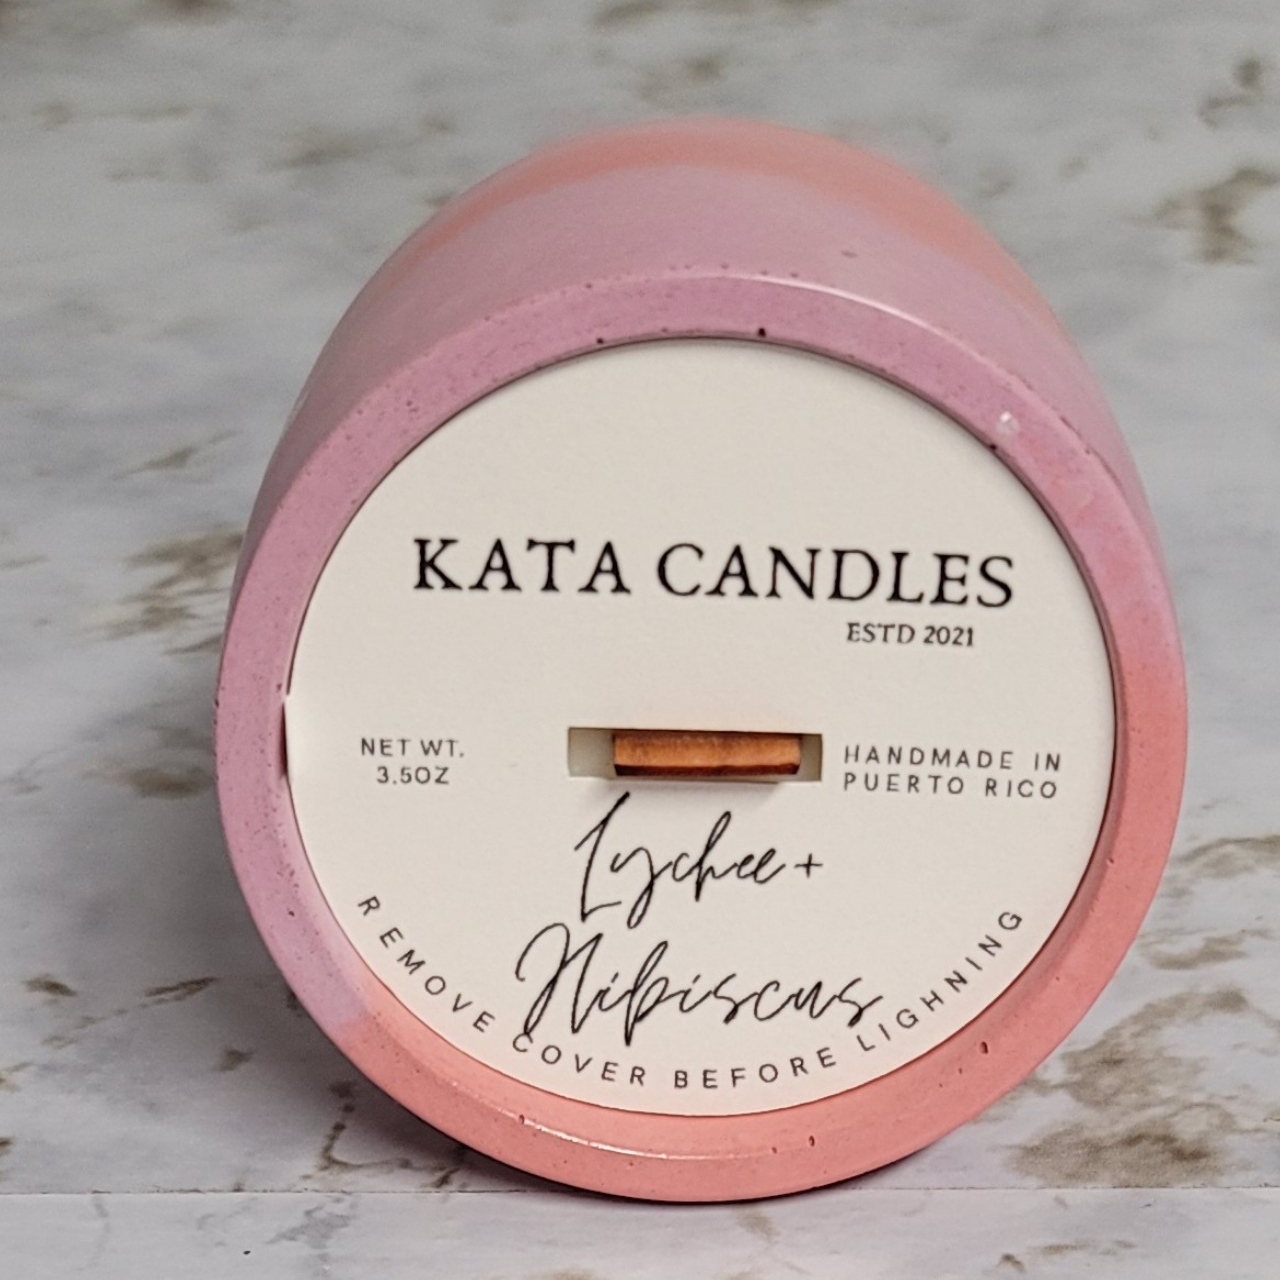 KATA CANDLES
ESTD 2021
NET WT.
3.5OZ
HANDMADE IN
PUERTO RICO
Lychee+
Hibiscus
REMOVE COVER BEFORE LIGHNING